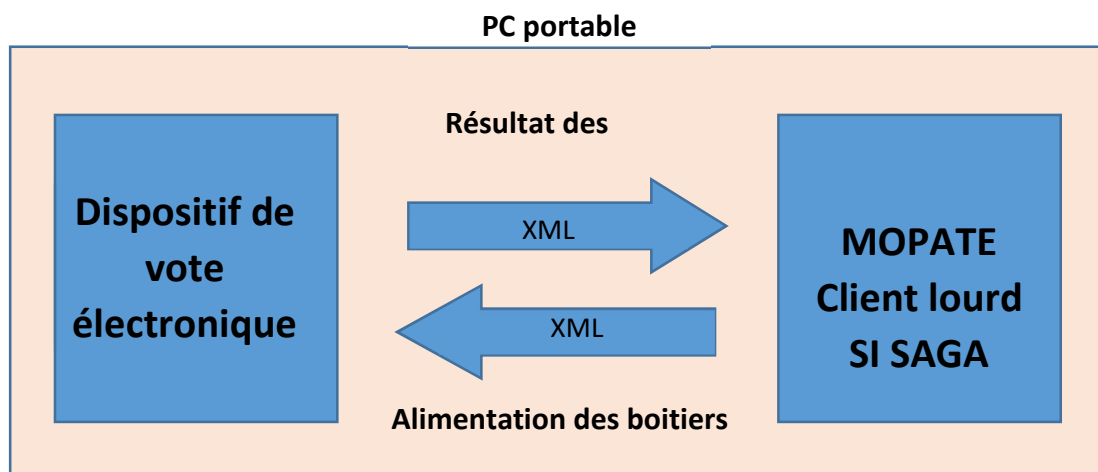 PC portable
Dispositif de
vote
électronique
Résultat des
XML
XML
Alimentation des boitiers
MOPATE
Client lourd
SI SAGA